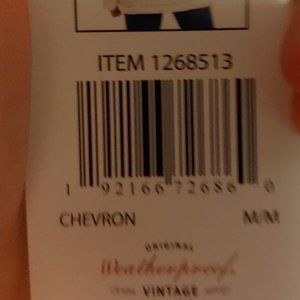 ITEM 1268513
1 92166 72686 0
CHEVRON M/M
ORIGINAL
Weatherproof
VINTAGE